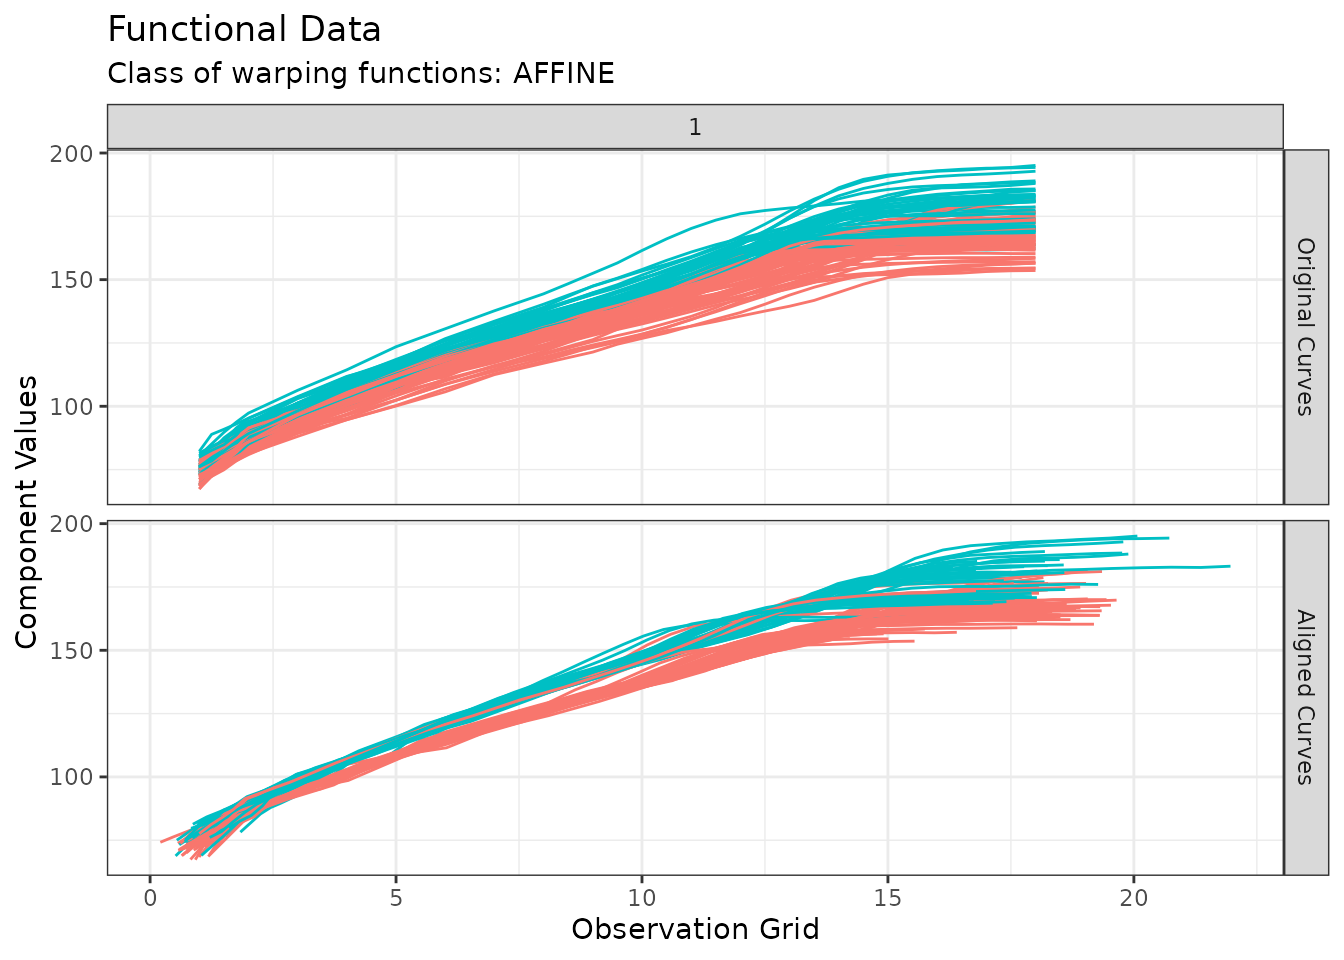 Functional Data
Class of warping functions: AFFINE
1
200
150
100
Original Curves
Component Values
200
150
100
Aligned Curves
0 5 10 15 20
Observation Grid